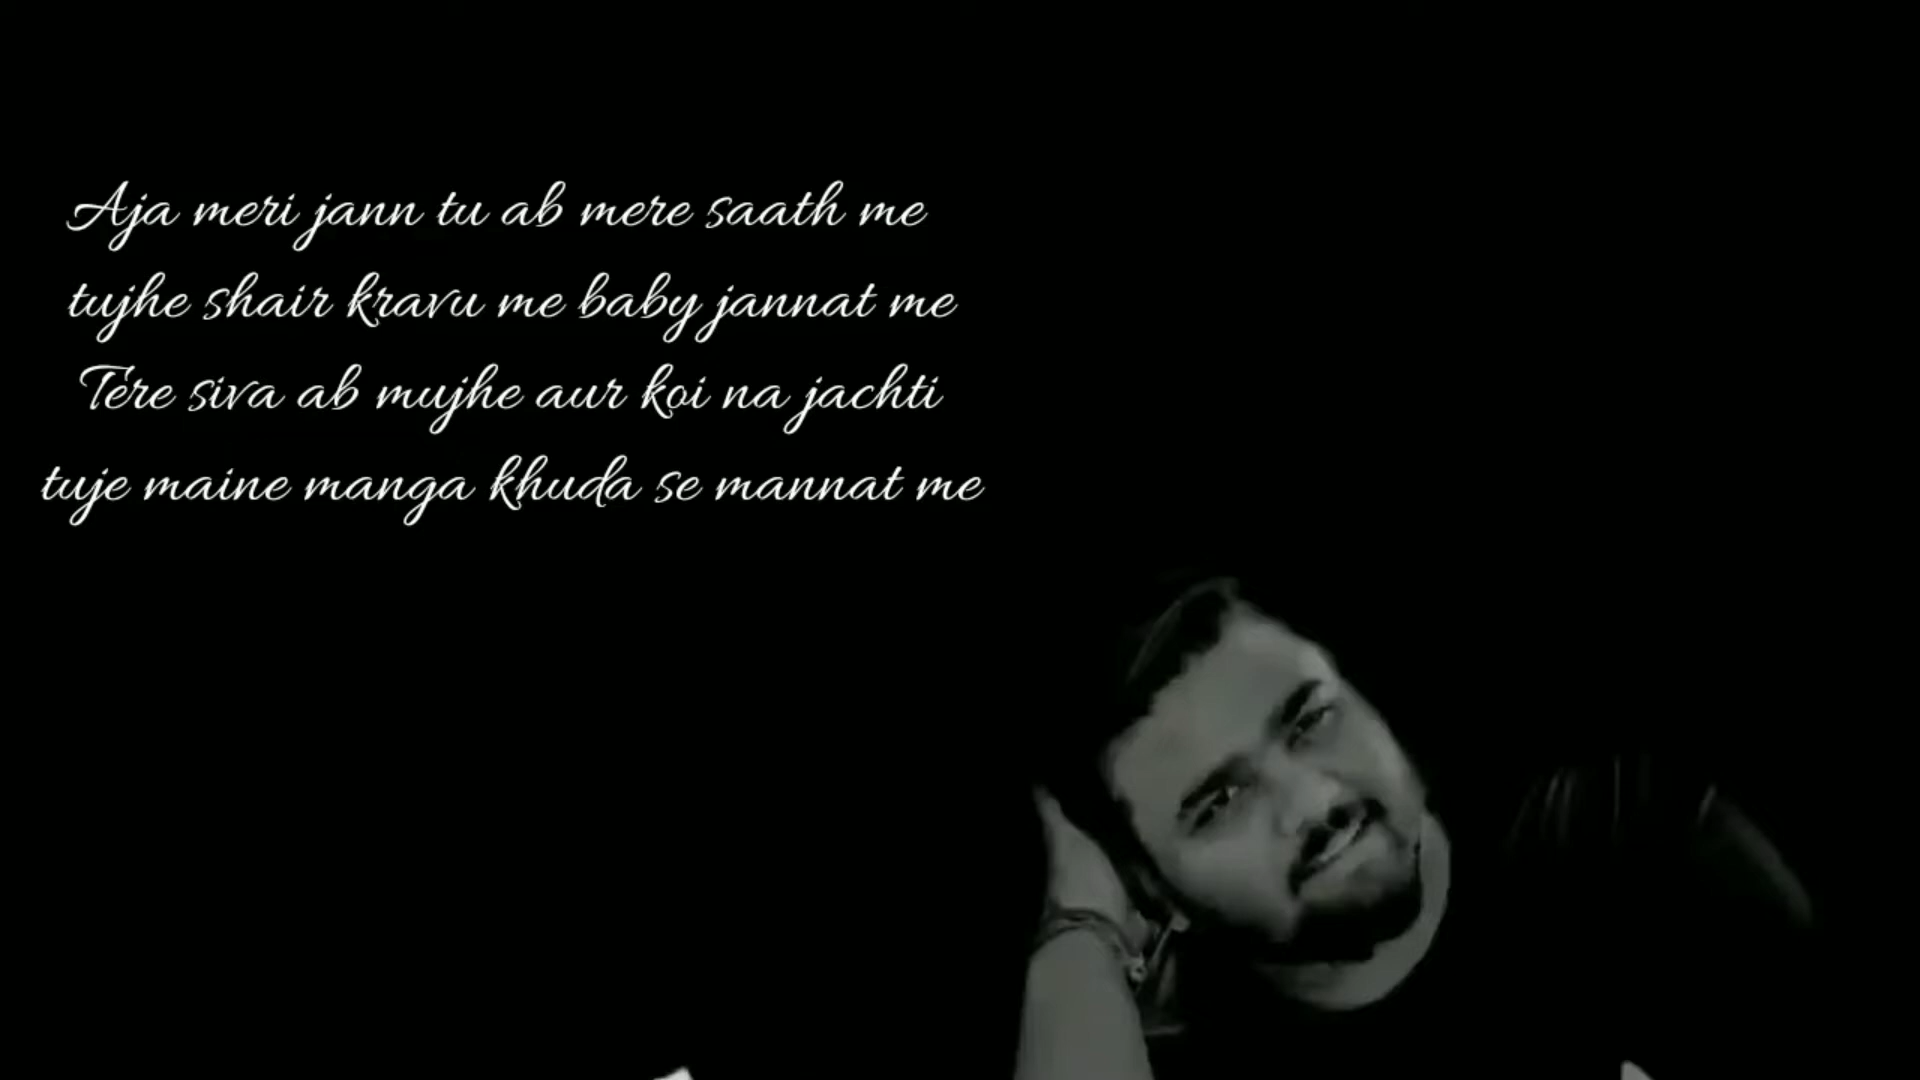 Aja meri jann tu ab mere saath me
tujhe shair kravu me baby jannat me
Tere siva ab mujhe aur koi na jachti
tuje maine manga khuda se mannat me